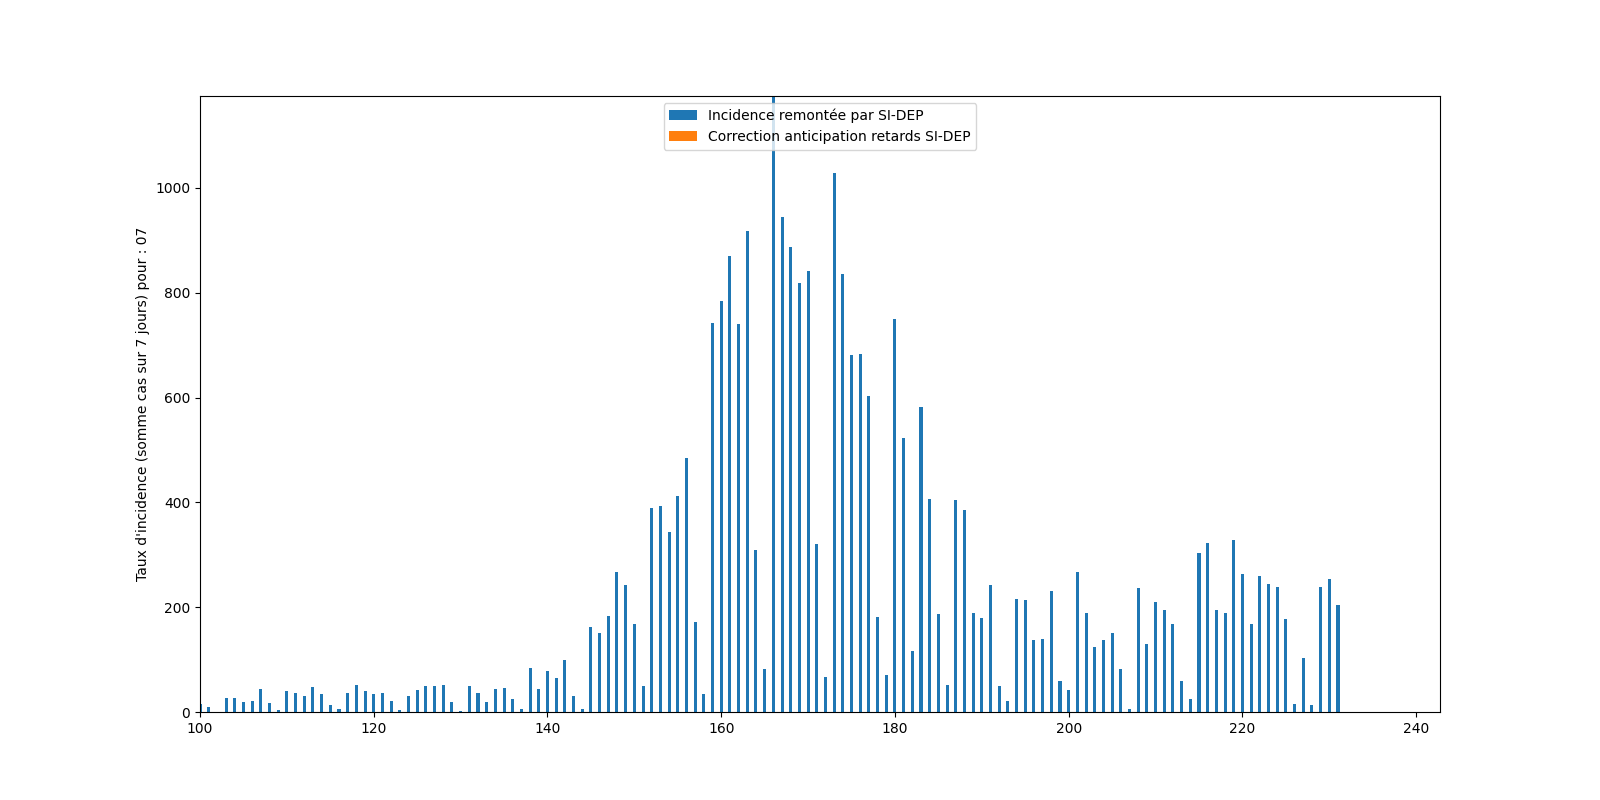 Incidence remontée par SI-DEP
Correction anticipation retards SI-DEP
Taux d'incidence (somme cas sur 7 jours) pour : 07
1000
800
600
400
200
0
100 120 140 160 180 200 220 240